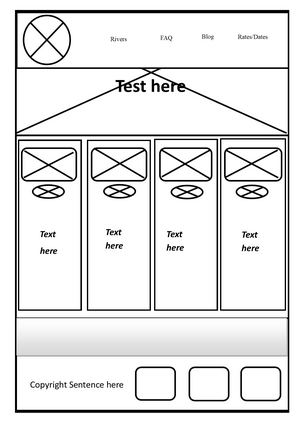 Rivers FAQ Blog Rates/Dates
Test here
Text
here
Text
here
Text
here
Text
here
Copyright Sentence here